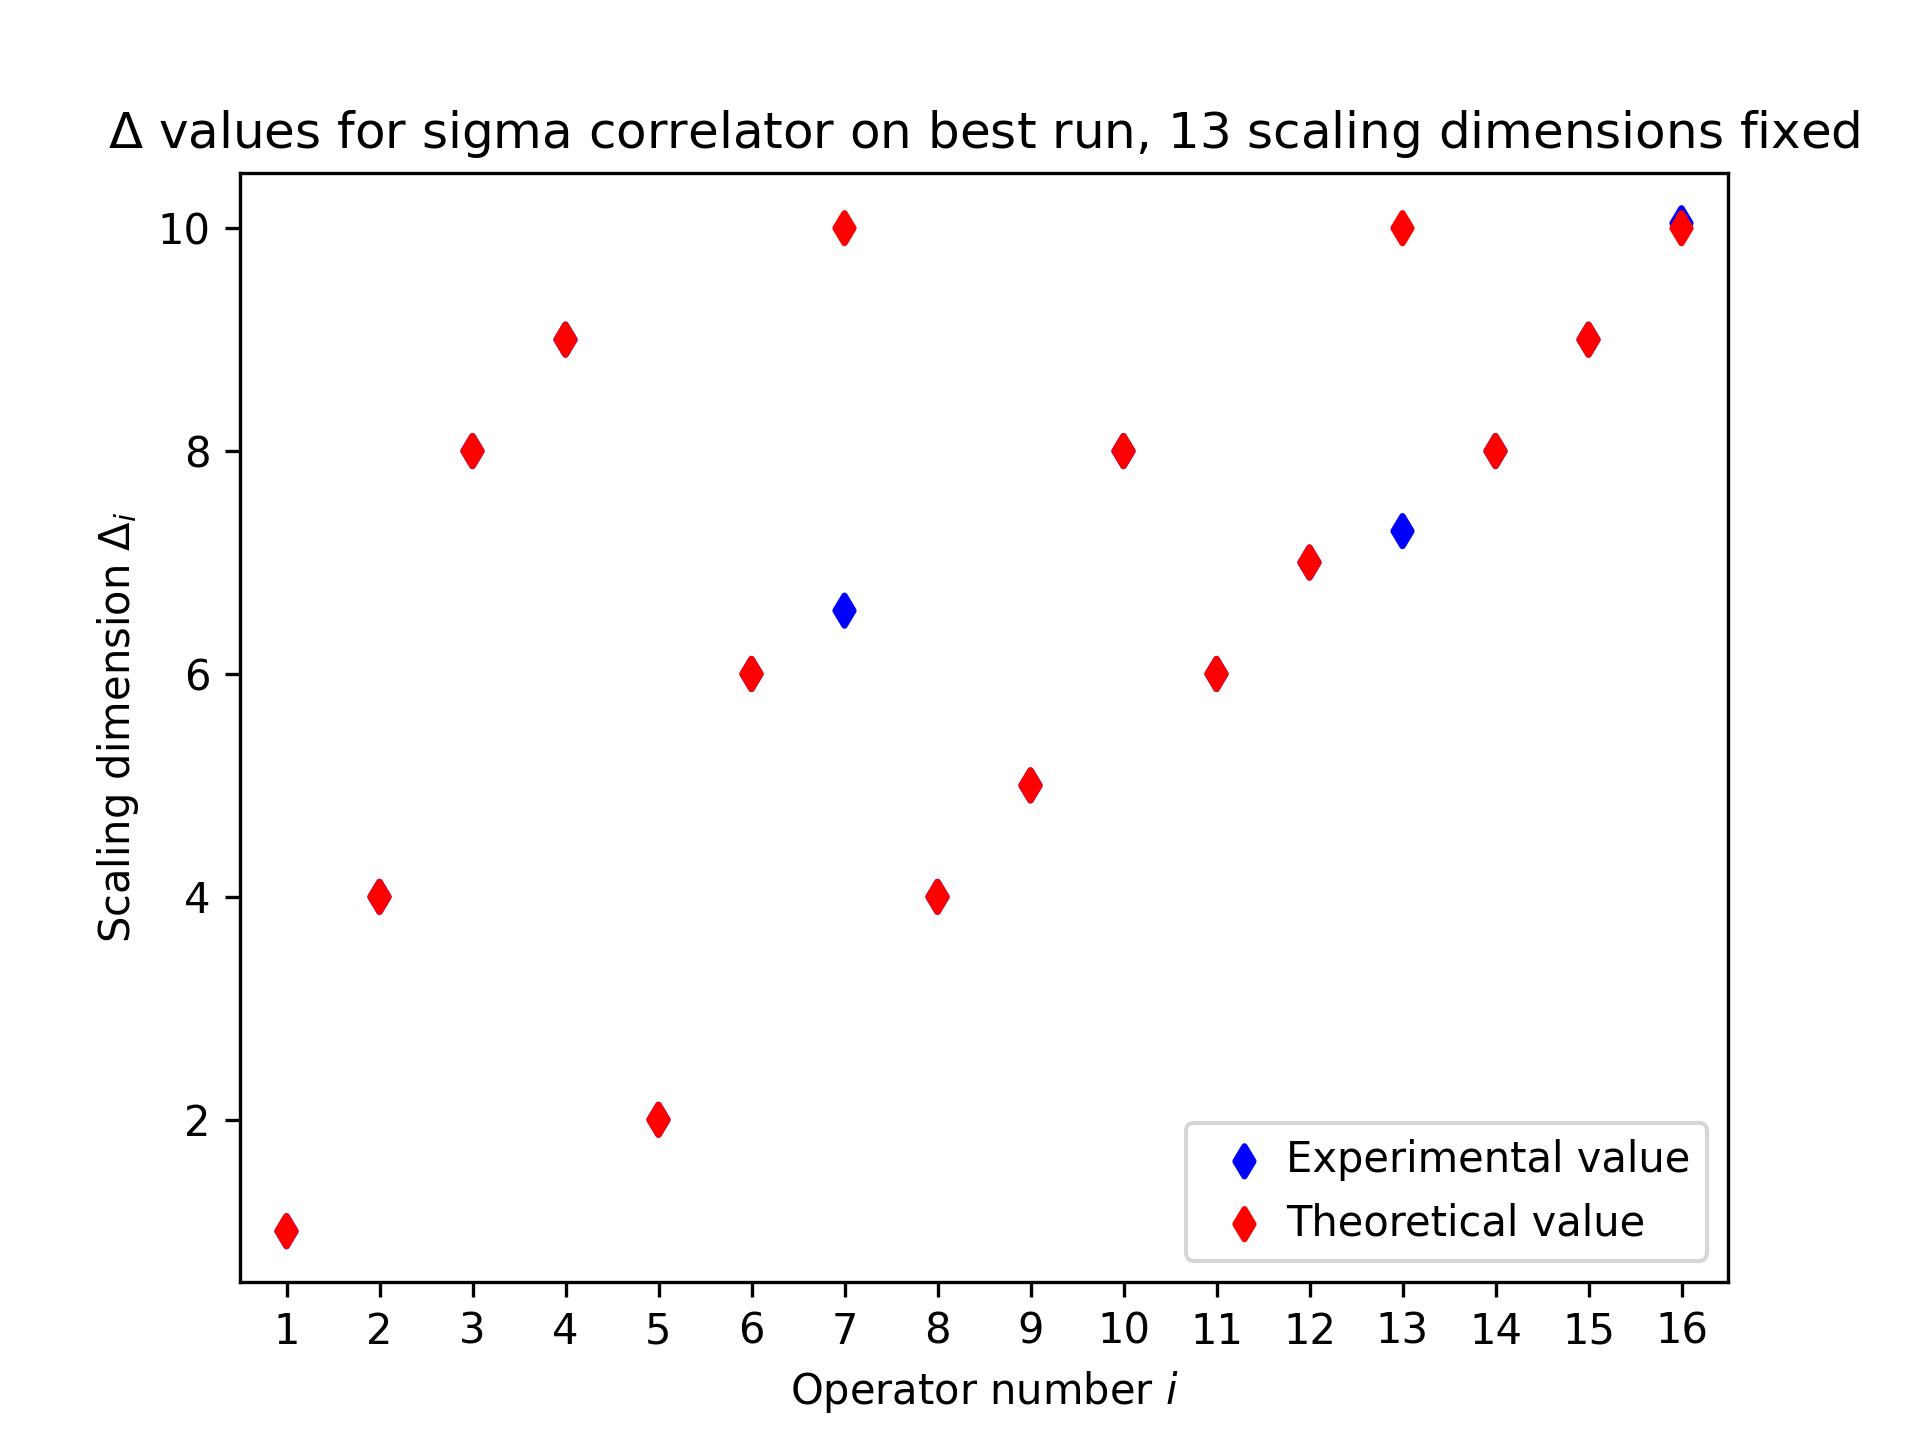 Δ values for sigma correlator on best run, 13 scaling dimensions fixed
Scaling dimension Δᵢ
10
8
6
4
2
Experimental value
Theoretical value
1 2 3 4 5 6 7 8 9 10 11 12 13 14 15 16
Operator number i